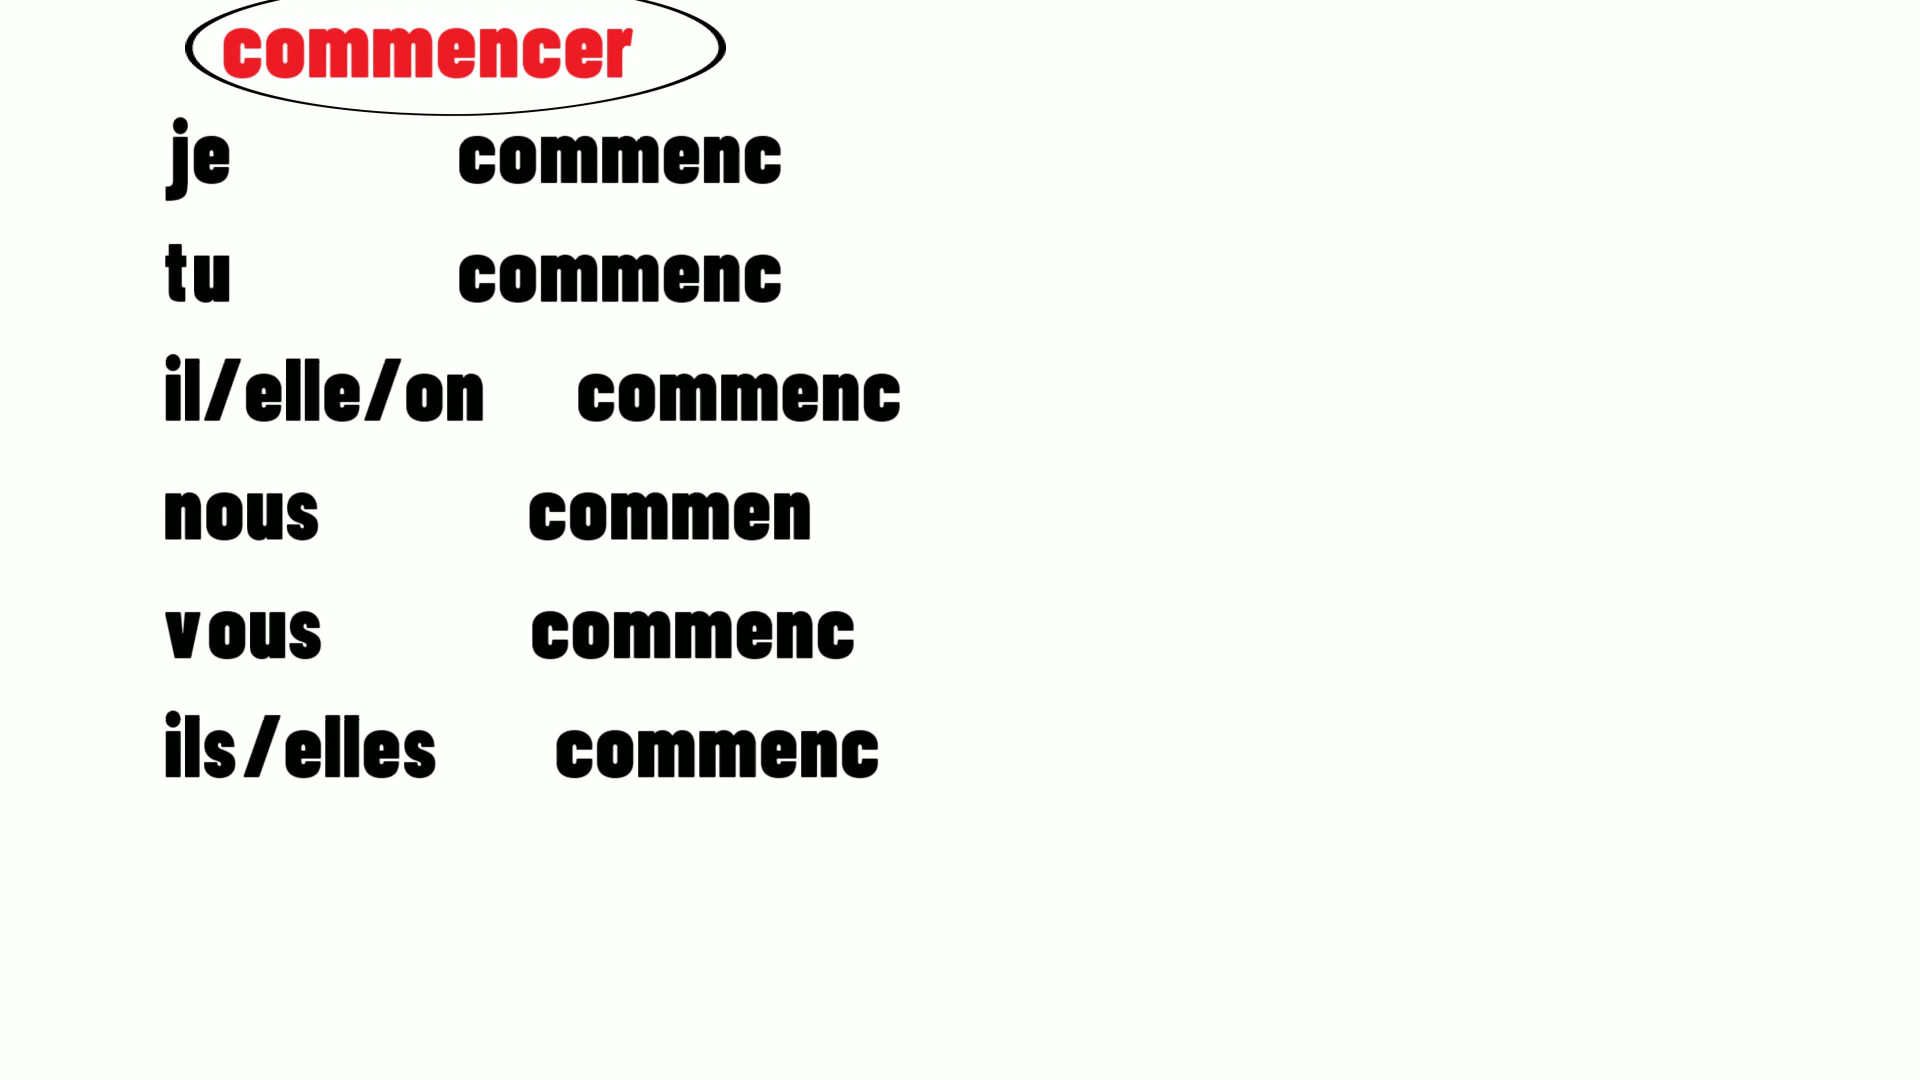 commencer
je commenc
tu commenc
il/elle/on commenc
nous commen
vous commenc
ils/elles commenc